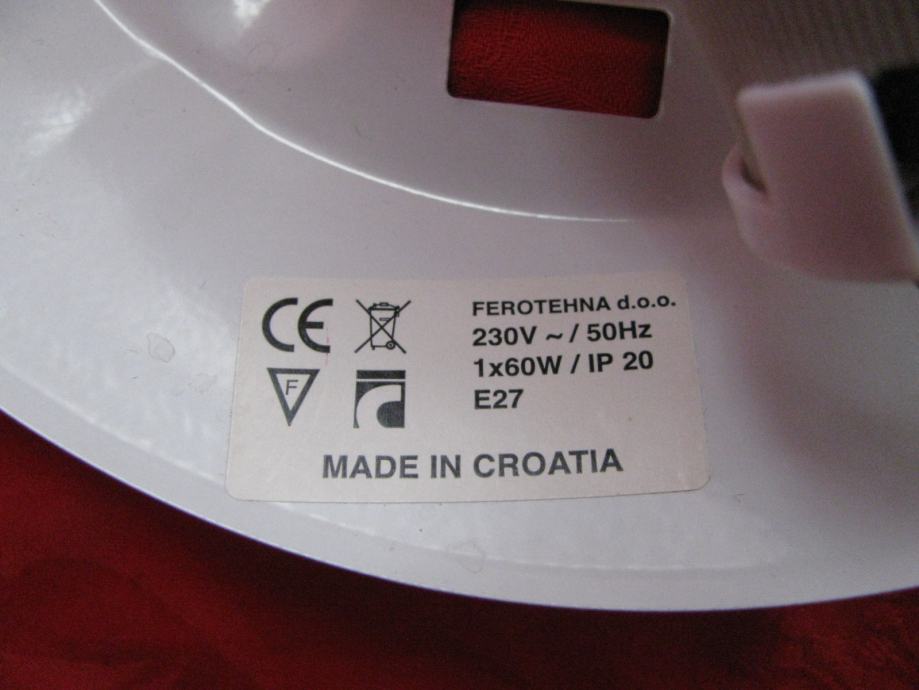 CE
FEROTEHNA d.o.o.
230V ~ / 50Hz
1x60W / IP 20
F
E27
MADE IN CROATIA